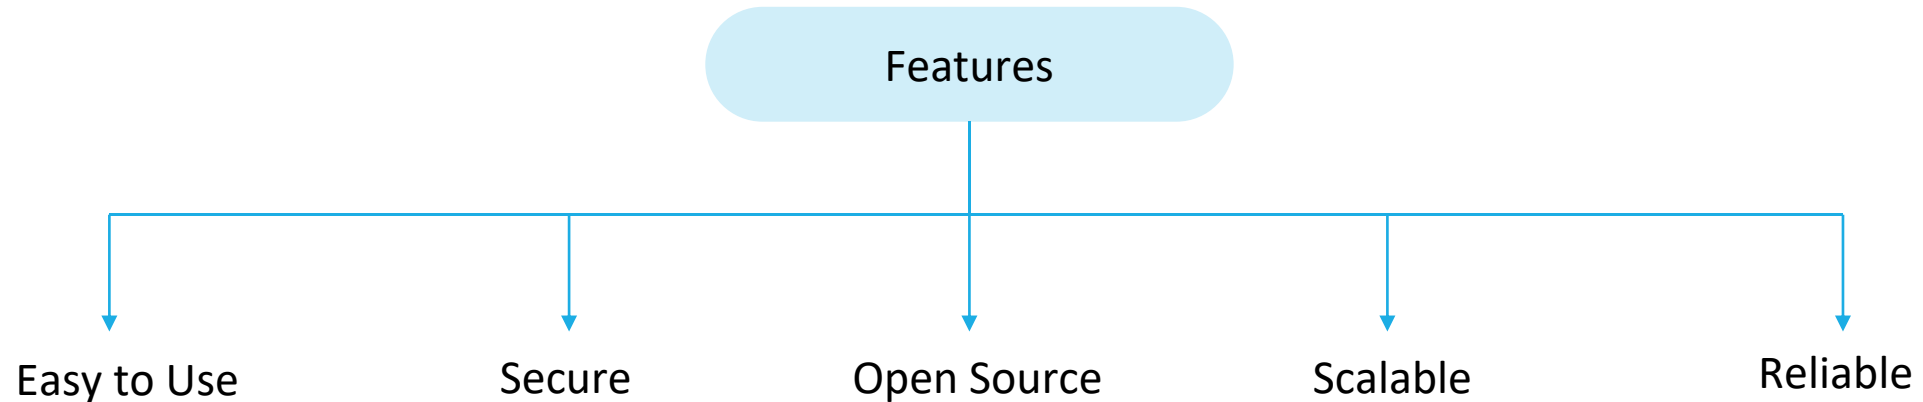 Features
Easy to Use
Secure
Open Source
Scalable
Reliable